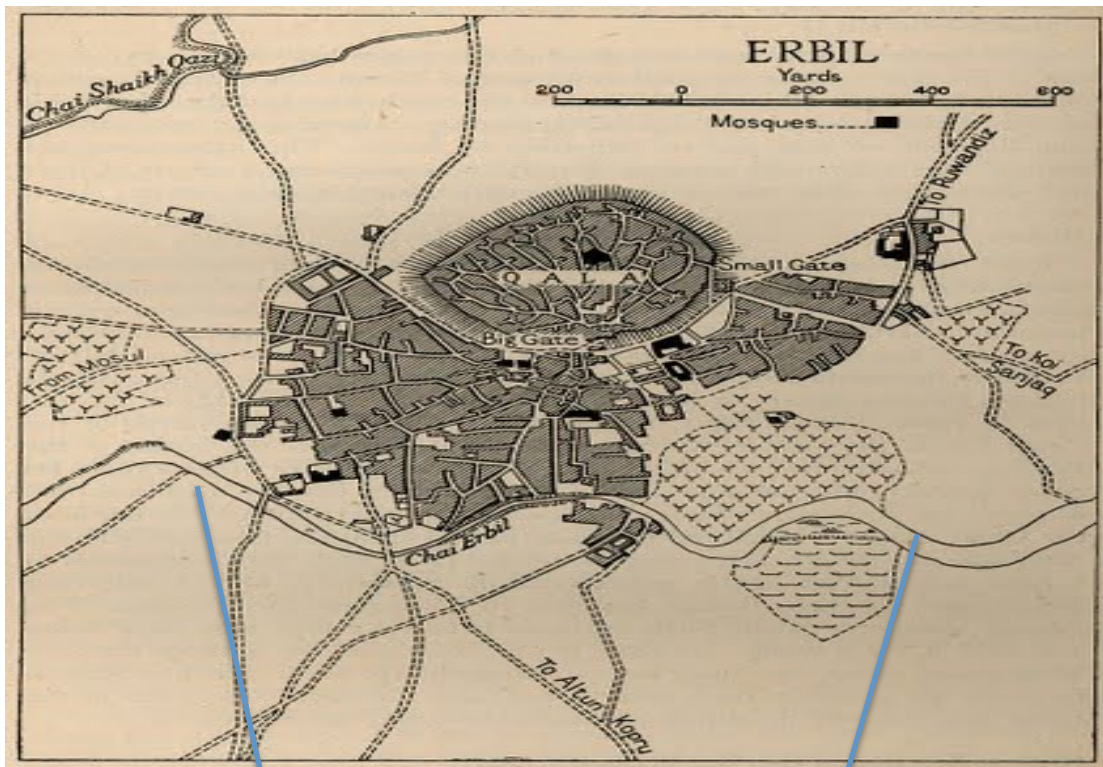 ERBIL
Yards
200 0 200 400 600
Mosques
Chai Shaikh Qazi
To Ruwandiz
QALA
Small Gate
Big Gate
From Mosul
To Koi
Sanjaq
Chai Erbil
To Altun Kopru